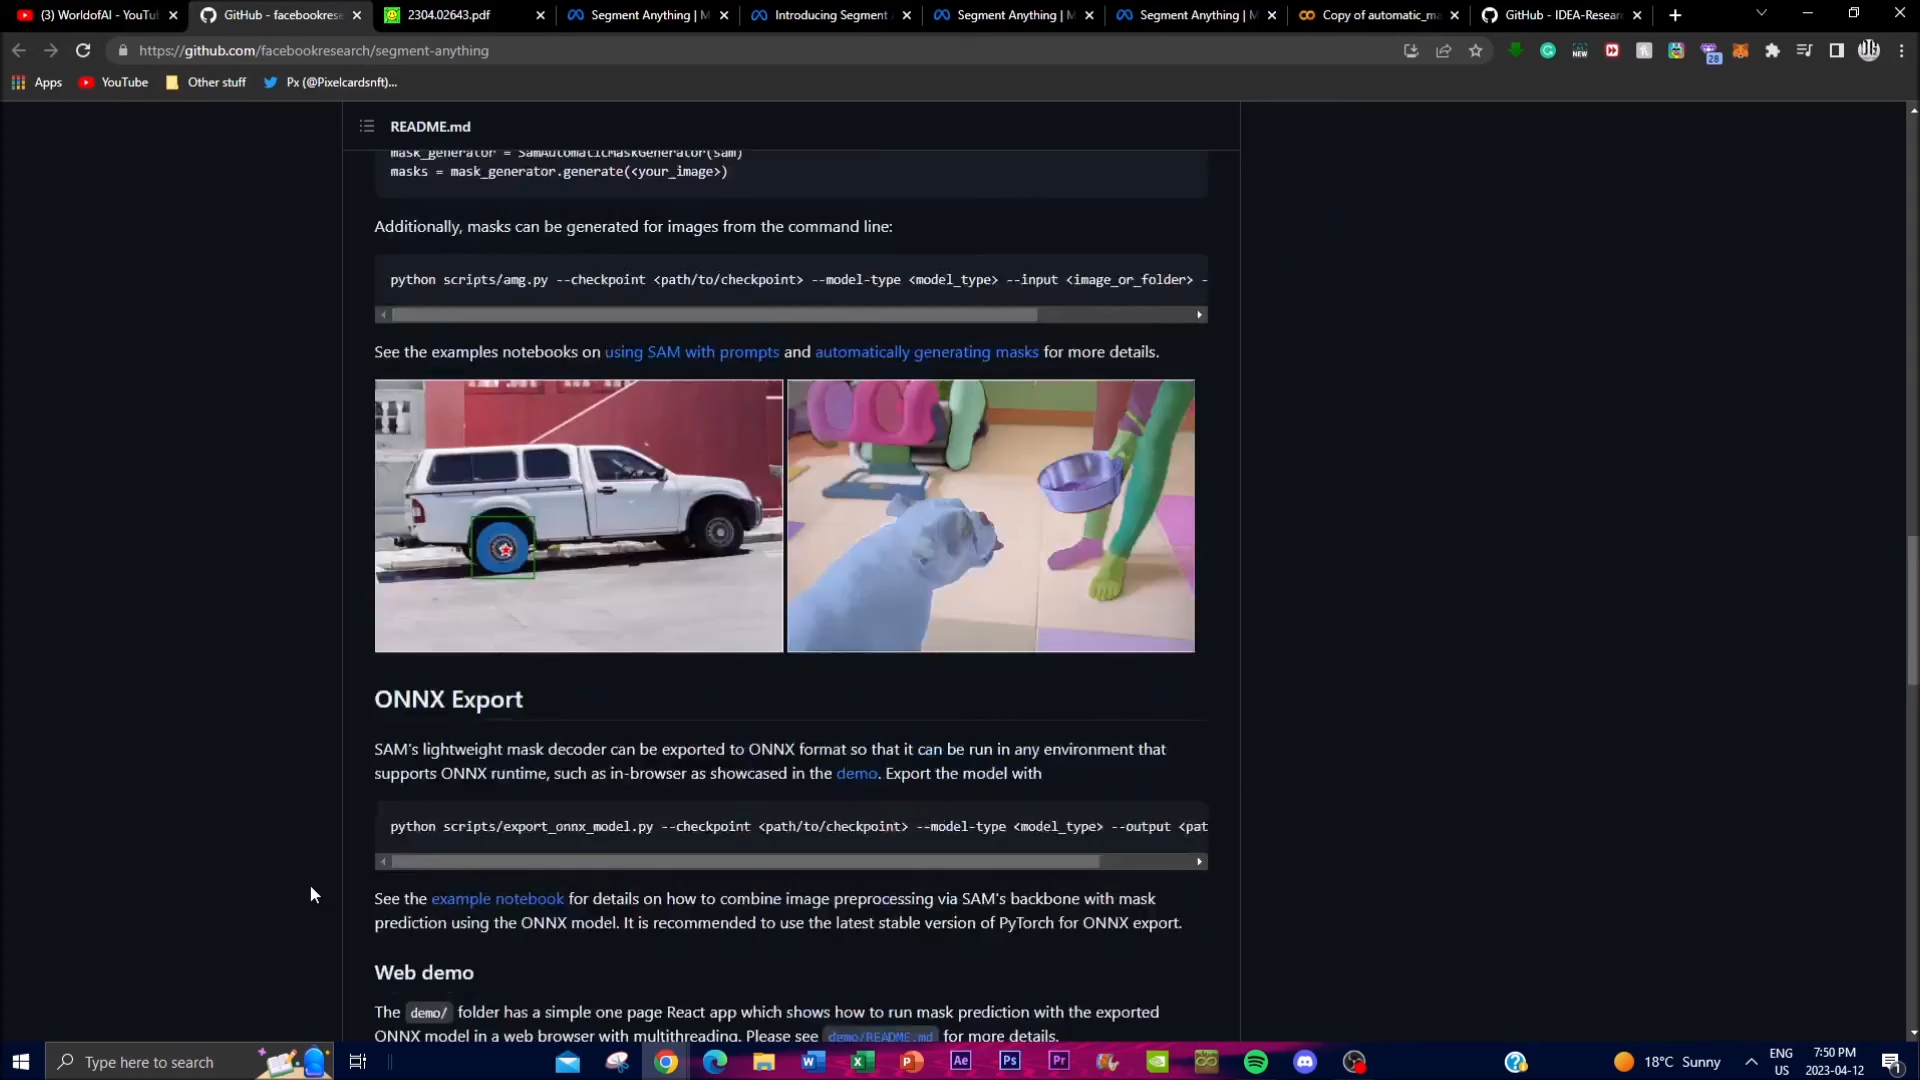 (3) WorldofAI - YouTu
GitHub - facebookrese
2304.02643.pdf
Segment Anything | M
Introducing Segment
Segment Anything | M
Segment Anything | M
Copy of automatic_m
GitHub - IDEA-Resear
https://github.com/facebookresearch/segment-anything
28
Apps
YouTube
Other stuff
Px (@Pixelcardsnft)...
README.md
mask_generator = SamAutomaticMaskGenerator(sam)
masks = mask_generator.generate(<your_image>)
Additionally, masks can be generated for images from the command line:
python scripts/amg.py --checkpoint <path/to/checkpoint> --model-type <model_type> --input <image_or_folder> -
See the examples notebooks on using SAM with prompts and automatically generating masks for more details.
ONNX Export
SAM's lightweight mask decoder can be exported to ONNX format so that it can be run in any environment that
supports ONNX runtime, such as in-browser as showcased in the demo. Export the model with
python scripts/export_onnx_model.py --checkpoint <path/to/checkpoint> --model-type <model_type> --output <pat
See the example notebook for details on how to combine image preprocessing via SAM's backbone with mask
prediction using the ONNX model. It is recommended to use the latest stable version of PyTorch for ONNX export.
Web demo
The demo/ folder has a simple one page React app which shows how to run mask prediction with the exported
ONNX model in a web browser with multithreading. Please see demo/README.md for more details.
Type here to search
Ae
Ps
Pr
18°C Sunny
ENG
US
7:50 PM
2023-04-12
1